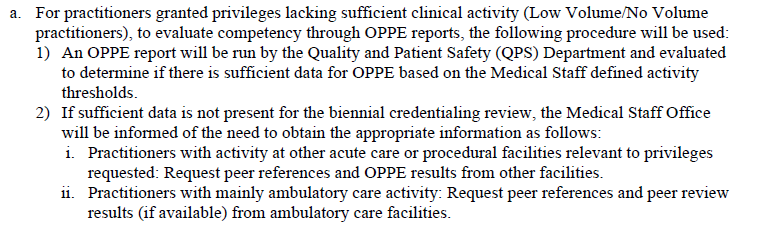 a. For practitioners granted privileges lacking sufficient clinical activity (Low Volume/No Volume
practitioners), to evaluate competency through OPPE reports, the following procedure will be used:
1) An OPPE report will be run by the Quality and Patient Safety (QPS) Department and evaluated
to determine if there is sufficient data for OPPE based on the Medical Staff defined activity
thresholds.
2) If sufficient data is not present for the biennial credentialing review, the Medical Staff Office
will be informed of the need to obtain the appropriate information as follows:
i. Practitioners with activity at other acute care or procedural facilities relevant to privileges
requested: Request peer references and OPPE results from other facilities.
ii. Practitioners with mainly ambulatory care activity: Request peer references and peer review
results (if available) from ambulatory care facilities.